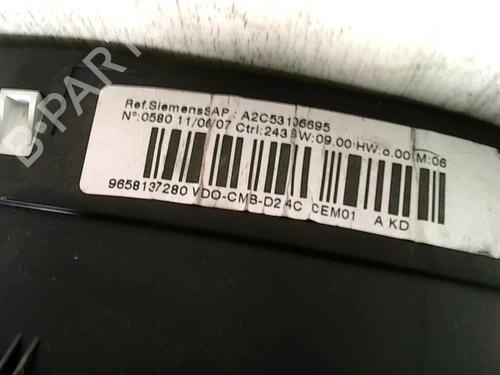 B-Parts
Ref.SiemensSAP: A2C53106695
N°:0580 11/06/07 Ctrl:243 SW:09.00 HW:6.00 M:06
9658137280 VDO-CMB-D2 4C CEM01 A KD